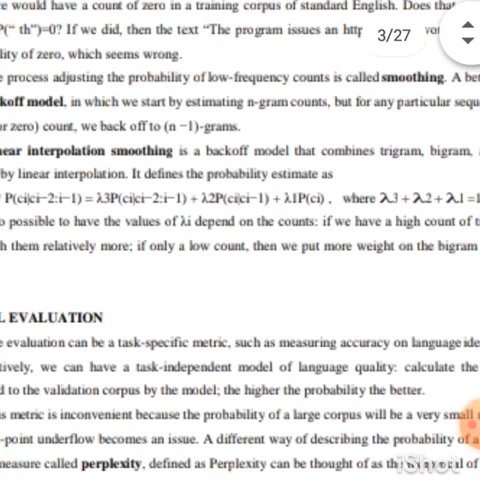 e would have a count of zero in a training corpus of standard English. Does tha
P(“ th”)=0? If we did, then the text “The program issues an http
lity of zero, which seems wrong.
e process adjusting the probability of low-frequency counts is called smoothing. A be
koff model, in which we start by estimating n-gram counts, but for any particular sequ
or zero) count, we back off to (n −1)-grams.
near interpolation smoothing is a backoff model that combines trigram, bigram, a
by linear interpolation. It defines the probability estimate as
P(ci|ci−2:i−1) = λ3P(ci|ci−2:i−1) + λ2P(ci|ci−1) + λ1P(ci) , where λ3 + λ2 + λ1 =1
o possible to have the values of λi depend on the counts: if we have a high count of t
h them relatively more; if only a low count, then we put more weight on the bigram
3/27
L EVALUATION
e evaluation can be a task-specific metric, such as measuring accuracy on language ide
tively, we can have a task-independent model of language quality: calculate the
d to the validation corpus by the model; the higher the probability the better.
is metric is inconvenient because the probability of a large corpus will be a very small
-point underflow becomes an issue. A different way of describing the probability of a
measure called perplexity, defined as Perplexity can be thought of as the of
iShot